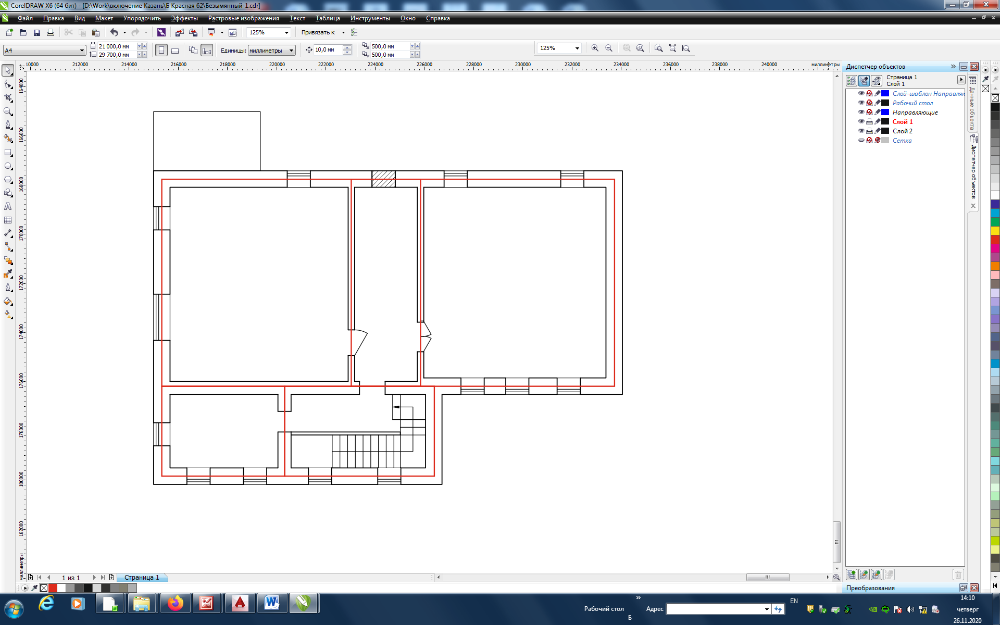 CorelDRAW X6 (64 бит) - [D:\Work\включение Казань\Б Красная 62\Безымянный-1.cdr]
Файл Правка Вид Макет Упорядочить Эффекты Растровые изображения Текст Таблица Инструменты Окно Справка
125% Привязать к
A4 21 000,0 мм 29 700,0 мм Единицы: миллиметры 10,0 мм 500,0 мм 500,0 мм 125%
210000 212000 214000 216000 218000 220000 222000 224000 226000 228000 230000 232000 234000 236000 238000 240000 миллиметры
164000
166000
168000
170000
172000
174000
176000
178000
180000
182000
миллиметры
Диспетчер объектов
Страница 1
Слой 1
Слой-шаблон Направляю
Рабочий стол
Направляющие
Слой 1
Слой 2
Сетка
Данные объекта
Диспетчер объектов
1 из 1 Страница 1
Преобразования
Рабочий стол
Б
Адрес
EN
14:10
четверг
26.11.2020